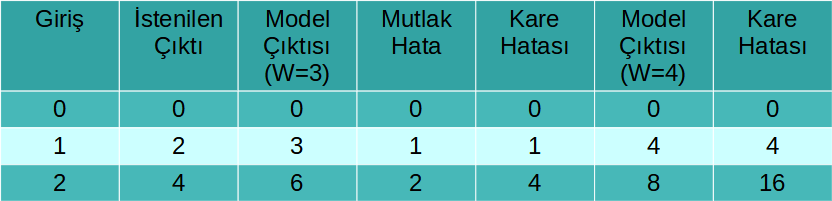 Giriş İstenilen Çıktı Model Çıktısı (W=3) Mutlak Hata Kare Hatası Model Çıktısı (W=4) Kare Hatası
0 0 0 0 0 0 0
1 2 3 1 1 4 4
2 4 6 2 4 8 16